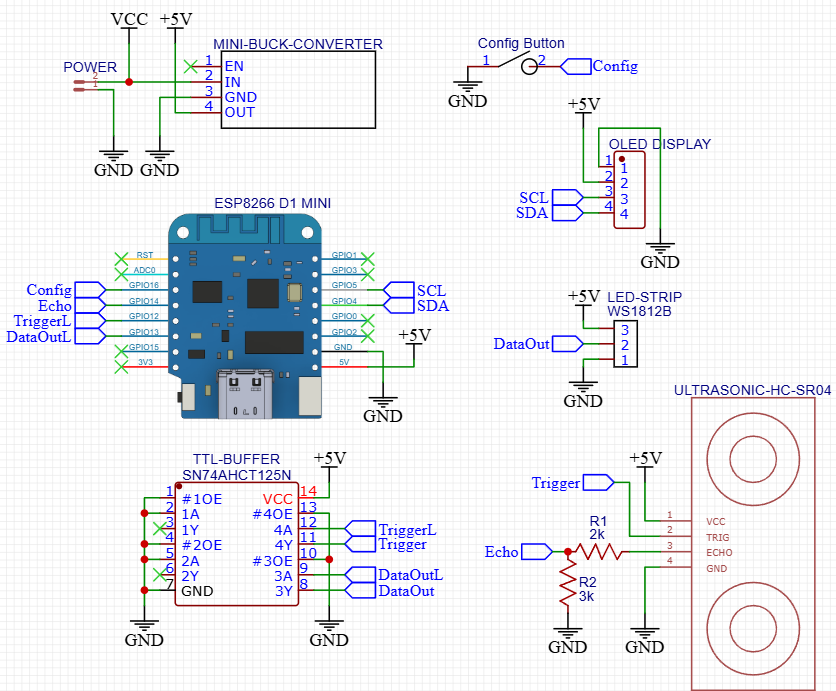 VCC +5V
MINI-BUCK-CONVERTER
POWER
2
1
1 EN
2 IN
3 GND
4 OUT
GND GND
Config Button
1 2 Config
GND
+5V
OLED DISPLAY
1 1
2 2
SCL 3 3
SDA 4 4
GND
ESP8266 D1 MINI
RST GPIO1
ADC0 GPIO3
Config GPIO16 GPIO5 SCL
Echo GPIO14 GPIO4 SDA
TriggerL GPIO12 GPIO0
DataOutL GPIO13 GPIO2
GPIO15 GND
3V3 5V
+5V
GND
+5V
LED-STRIP
WS1812B
3
DataOut 2
1
GND
TTL-BUFFER
SN74AHCT125N
+5V
1 #1OE VCC 14
2 1A #4OE 13
3 1Y 4A 12 TriggerL
4 #2OE 4Y 11 Trigger
5 2A #3OE 10
6 2Y 3A 9 DataOutL
7 GND 3Y 8 DataOut
GND GND
ULTRASONIC-HC-SR04
+5V
Trigger
1 VCC
2 TRIG
3 ECHO
4 GND
R1
2k
Echo
R2
3k
GND GND